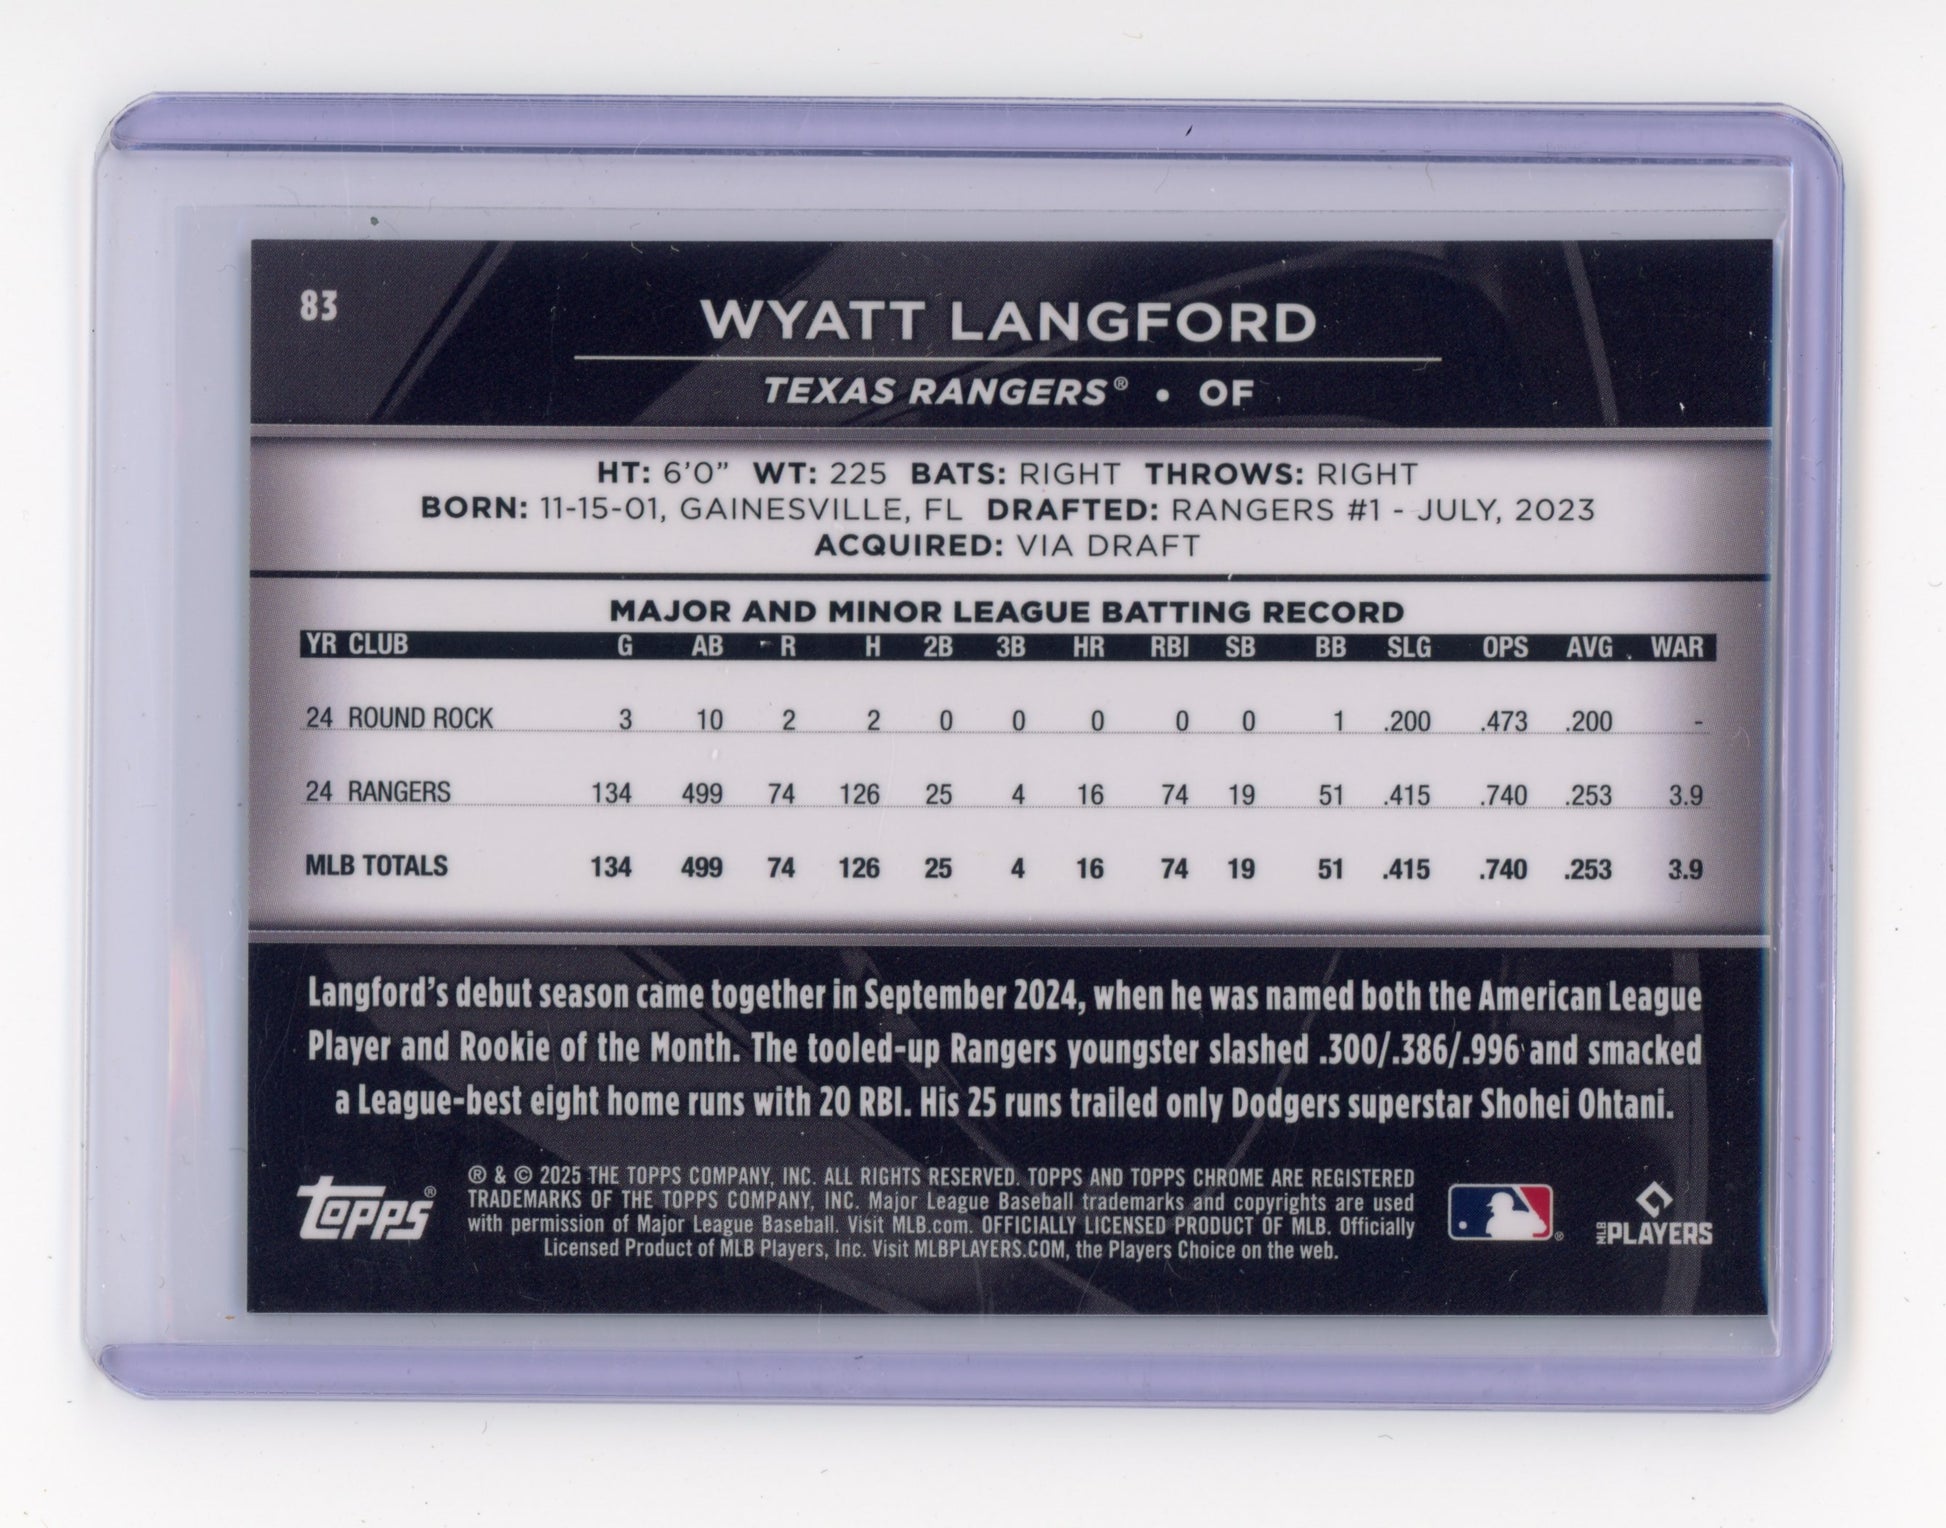 83
WYATT LANGFORD
TEXAS RANGERS® • OF
HT: 6'0" WT: 225 BATS: RIGHT THROWS: RIGHT
BORN: 11-15-01, GAINESVILLE, FL DRAFTED: RANGERS #1 - JULY, 2023
ACQUIRED: VIA DRAFT
MAJOR AND MINOR LEAGUE BATTING RECORD
YR CLUB G AB R H 2B 3B HR RBI SB BB SLG OPS AVG WAR
24 ROUND ROCK 3 10 2 2 0 0 0 0 0 1 .200 .473 .200 -
24 RANGERS 134 499 74 126 25 4 16 74 19 51 .415 .740 .253 3.9
MLB TOTALS 134 499 74 126 25 4 16 74 19 51 .415 .740 .253 3.9
Langford's debut season came together in September 2024, when he was named both the American League
Player and Rookie of the Month. The tooled-up Rangers youngster slashed .300/.386/.996 and smacked
a League-best eight home runs with 20 RBI. His 25 runs trailed only Dodgers superstar Shohei Ohtani.
topps®
® & © 2025 THE TOPPS COMPANY, INC. ALL RIGHTS RESERVED. TOPPS AND TOPPS CHROME ARE REGISTERED
TRADEMARKS OF THE TOPPS COMPANY, INC. Major League Baseball trademarks and copyrights are used
with permission of Major League Baseball. Visit MLB.com. OFFICIALLY LICENSED PRODUCT OF MLB. Officially
Licensed Product of MLB Players, Inc. Visit MLBPLAYERS.COM, the Players Choice on the web.
®
MLB PLAYERS